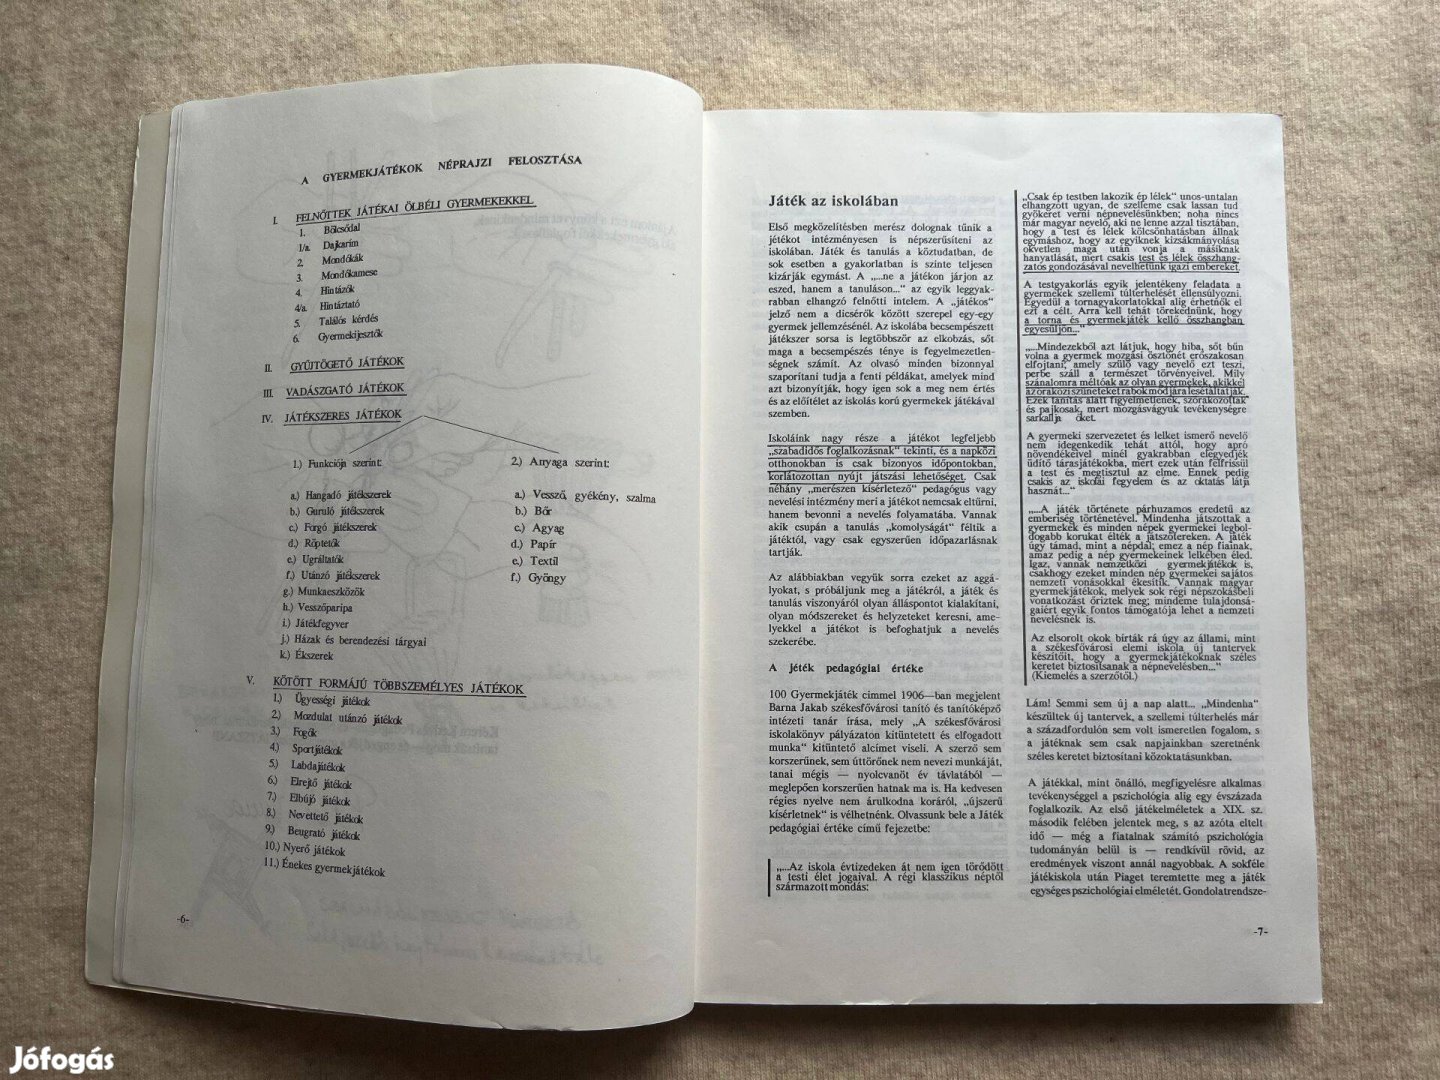 A GYERMEKJÁTÉKOK NÉPRAJZI FELOSZTÁSA
I. FELNŐTTEK JÁTÉKAI ÖLBÉLI GYERMEKEKKEL
1. Bölcsődal
1/a Dajkarím
2. Mondókák
3. Mondókamese
4. Hintázók
4/a. Hintáztató
5. Találós kérdés
6. Gyermekijesztők
II. GYŰJTÖGETŐ JÁTÉKOK
III. VADÁSZGATÓ JÁTÉKOK
IV. JÁTÉKSZERES JÁTÉKOK
1.) Funkciója szerint:
a.) Hangadó játékszerek
b.) Guruló játékszerek
c.) Forgó játékszerek
d.) Röptetők
e.) Ugráltatók
f.) Utánzó játékszerek
g.) Munkaeszközök
h.) Vesszőparipa
i.) Játékfegyver
j.) Házak és berendezési tárgyai
k.) Ékszerek
2.) Anyaga szerint:
a.) Vessző, gyékény, szalma
b.) Bőr
c.) Agyag
d.) Papír
e.) Textil
f.) Gyöngy
V. KÖTÖTT FORMÁJÚ TÖBBSZEMÉLYES JÁTÉKOK
1.) Ügyességi játékok
2.) Mozdulat utánzó játékok
3.) Fogók
4.) Sportjátékok
5.) Labdajátékok
6.) Elrejtő játékok
7.) Elbújó játékok
8.) Nevettető játékok
9.) Beugrató játékok
10.) Nyerő játékok
11.) Énekes gyermekjátékok
-6-
Játék az iskolában
Első megközelítésben merész dolognak tűnik a
játékot intézményesen is népszerűsíteni az
iskolában. Játék és tanulás a köztudatban, de
sok esetben a gyakorlatban is szinte teljesen
kizárják egymást. A „...ne a játékon járjon az
eszed, hanem a tanuláson...“ az egyik leggyak-
rabban elhangzó felnőtti intelem. A „játékos“
jelző nem a dicsérők között szerepel egy-egy
gyermek jellemzésénél. Az iskolába becsempészett
játékszer sorsa is legtöbbször az elkobzás, sőt
maga a becsempészés ténye is fegyelmezetlen-
ségnek számít. Az olvasó minden bizonnyal
szaporítani tudja a fenti példákat, amelyek mind
azt bizonyítják, hogy igen sok a meg nem értés
és az előítélet az iskolás korú gyermekek játékával
szemben.
Iskoláink nagy része a játékot legfeljebb
„szabadidős foglalkozásnak“ tekinti, és a napközi
otthonokban is csak bizonyos időpontokban,
korlátozottan nyújt játszási lehetőséget. Csak
néhány „merészen kísérletező“ pedagógus vagy
nevelési intézmény meri a játékot nemcsak eltűrni,
hanem bevonni a nevelés folyamatába. Vannak
akik csupán a tanulás „komolyságát“ féltik a
játéktól, vagy csak egyszerűen időpazarlásnak
tartják.
Az alábbiakban vegyük sorra ezeket az aggá-
lyokat, s próbáljunk meg a játékról, a játék és
tanulás viszonyáról olyan álláspontot kialakítani,
olyan módszereket és helyzeteket keresni, ame-
lyekkel a játékot is befoghatjuk a nevelés
szekerébe.
A jéték pedagógiai értéke
100 Gyermekjáték cimmel 1906—ban megjelent
Barna Jakab székesfővárosi tanító és tanítóképző
intézeti tanár írása, mely „A székesfővárosi
iskolakönyv pályázaton kitüntetett és elfogadott
munka“ kitüntető alcímet viseli. A szerző sem
korszerűnek, sem úttörőnek nem nevezi munkáját,
tanai mégis — nyolcvanöt év távlatából —
meglepően korszerűen hatnak ma is. Ha kedvesen
régies nyelve nem árulkodna koráról, „újszerű
kísérletnek“ is vélhetnénk. Olvassunk bele a Játék
pedagógiai értéke című fejezetbe:
„...Az iskola évtizedeken át nem igen törődött
a testi élet jogaival. A régi klasszikus néptől
származott mondás:
„Csak ép testben lakozik ép lélek“ unos-untalan
elhangzott ugyan, de szelleme csak lassan tud
gyökeret verni népnevelésünkben; noha nincs
már magyar nevelő, aki ne lenne azzal tisztában,
hogy a test és lélek kölcsönhatásban állnak
egymáshoz, hogy az egyiknek kizsákmányolása
okvetlen maga után vonja a másiknak
hanyatlását, mert csakis test és lélek összhang-
zatos gondozásával nevelhetünk igazi embereket.
A testgyakorlás egyik jelentékeny feladata a
gyermekek szellemi túlterhelését ellensúlyozni.
Egyedül a tornagyakorlatokkal alig érhetnők el
ezt a célt. Arra kell tehát törekednünk, hogy
a torna és gyermekjáték kellő összhangban
egyesüljön...“
„...Mindezekből azt látjuk, hogy hiba, sőt bűn
volna a gyermek mozgási ösztönét erőszakosan
elfojtani, amely szülő vagy nevelő ezt teszi,
perbe száll a természet törvényeivel. Mily
szánalomra méltóak az olyan gyermekek, akikkel
az órakőzi szüneteket rabok módjára lesétáltatják.
Ezek tanítás alatt figyelmetlenek, szórakozottak
és pajkosak, mert mozgásvágyuk tevékenységre
sarkallja őket.
A gyermeki szervezetet és lelket ismerő nevelő
nem idegenkedik tehát attól, hogy apró
növendékeivel minél gyakrabban elegyedjék
üdítő társasjátékokba, mert ezek után felfrissül
a test és megtisztul az elme. Ennek pedig
csakis az iskolai fegyelem és az oktatás látja
hasznát...“
„...A játék története párhuzamos eredetű az
emberiség történetével. Mindenha játszottak a
gyermekek és minden népek gyermekei legbol-
dogabb korukat élték a játszótereken. A játék
úgy támad, mint a népdal; emez a nép fiainak,
amaz pedig a nép gyermekeinek lelkében éled.
Igaz, vannak nemzetközi gyermekjátékok is,
csakhogy ezeket minden nép gyermekei sajátos
nemzeti vonásokkal ékesítik. Vannak magyar
gyermekjátékok, melyek sok régi népszokásbeli
vonatkozást őriztek meg; mindeme tulajdonsá-
gaiért egyik fontos támogatója lehet a nemzeti
nevelésnek is.
Az elsorolt okok bírták rá úgy az állami, mint
a székesfővárosi elemi iskola új tantervek
készítőit, hogy a gyermekjátékoknak széles
keretet biztosítsanak a népnevelésben...“
(Kiemelés a szerzőtől.)
Lám! Semmi sem új a nap alatt... „Mindenha“
készültek új tantervek, a szellemi túlterhelés már
a századfordulón sem volt ismeretlen fogalom, s
a játéknak sem csak napjainkban szeretnénk
széles keretet biztosítani közoktatásunkban.
A játékkal, mint önálló, megfigyelésre alkalmas
tevékenységgel a pszichológia alig egy évszázada
foglalkozik. Az első játékelméletek a XIX. sz.
második felében jelentek meg, s az azóta eltelt
idő — még a fiatalnak számító pszichológia
tudományán belül is — rendkívül rövid, az
eredmények viszont annál nagyobbak. A sokféle
játékiskola után Piaget teremtette meg a játék
egységes pszichológiai elméletét. Gondolatrendsze-
-7-
Jófogás